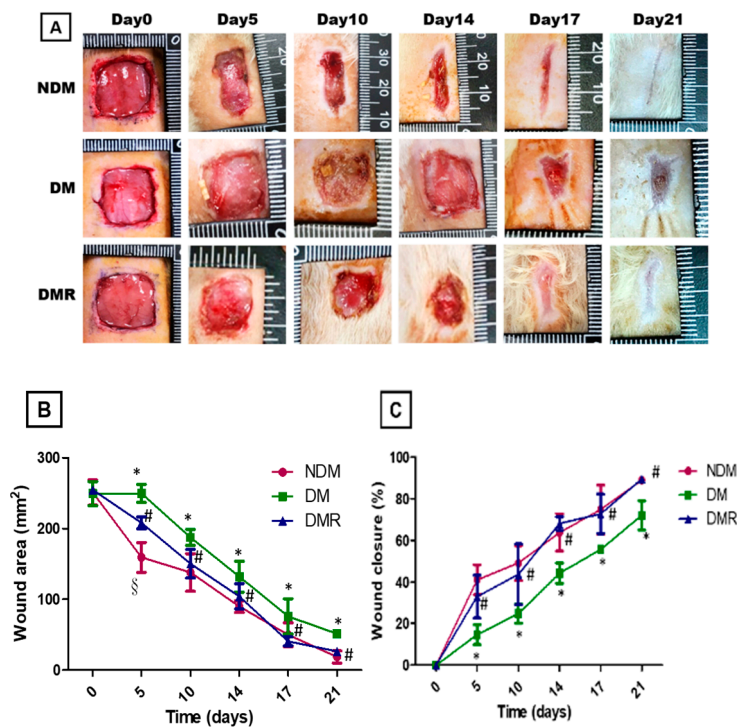 A
Day0 Day5 Day10 Day14 Day17 Day21
NDM
DM
DMR
B
Wound area (mm²)
300
200
100
0
0 5 10 14 17 21
Time (days)
NDM
DM
DMR
* * * * * *
# # # # #
§
C
Wound closure (%)
100
80
60
40
20
0
0 5 10 14 17 21
Time (days)
NDM
DM
DMR
# # # # #
* * * * *